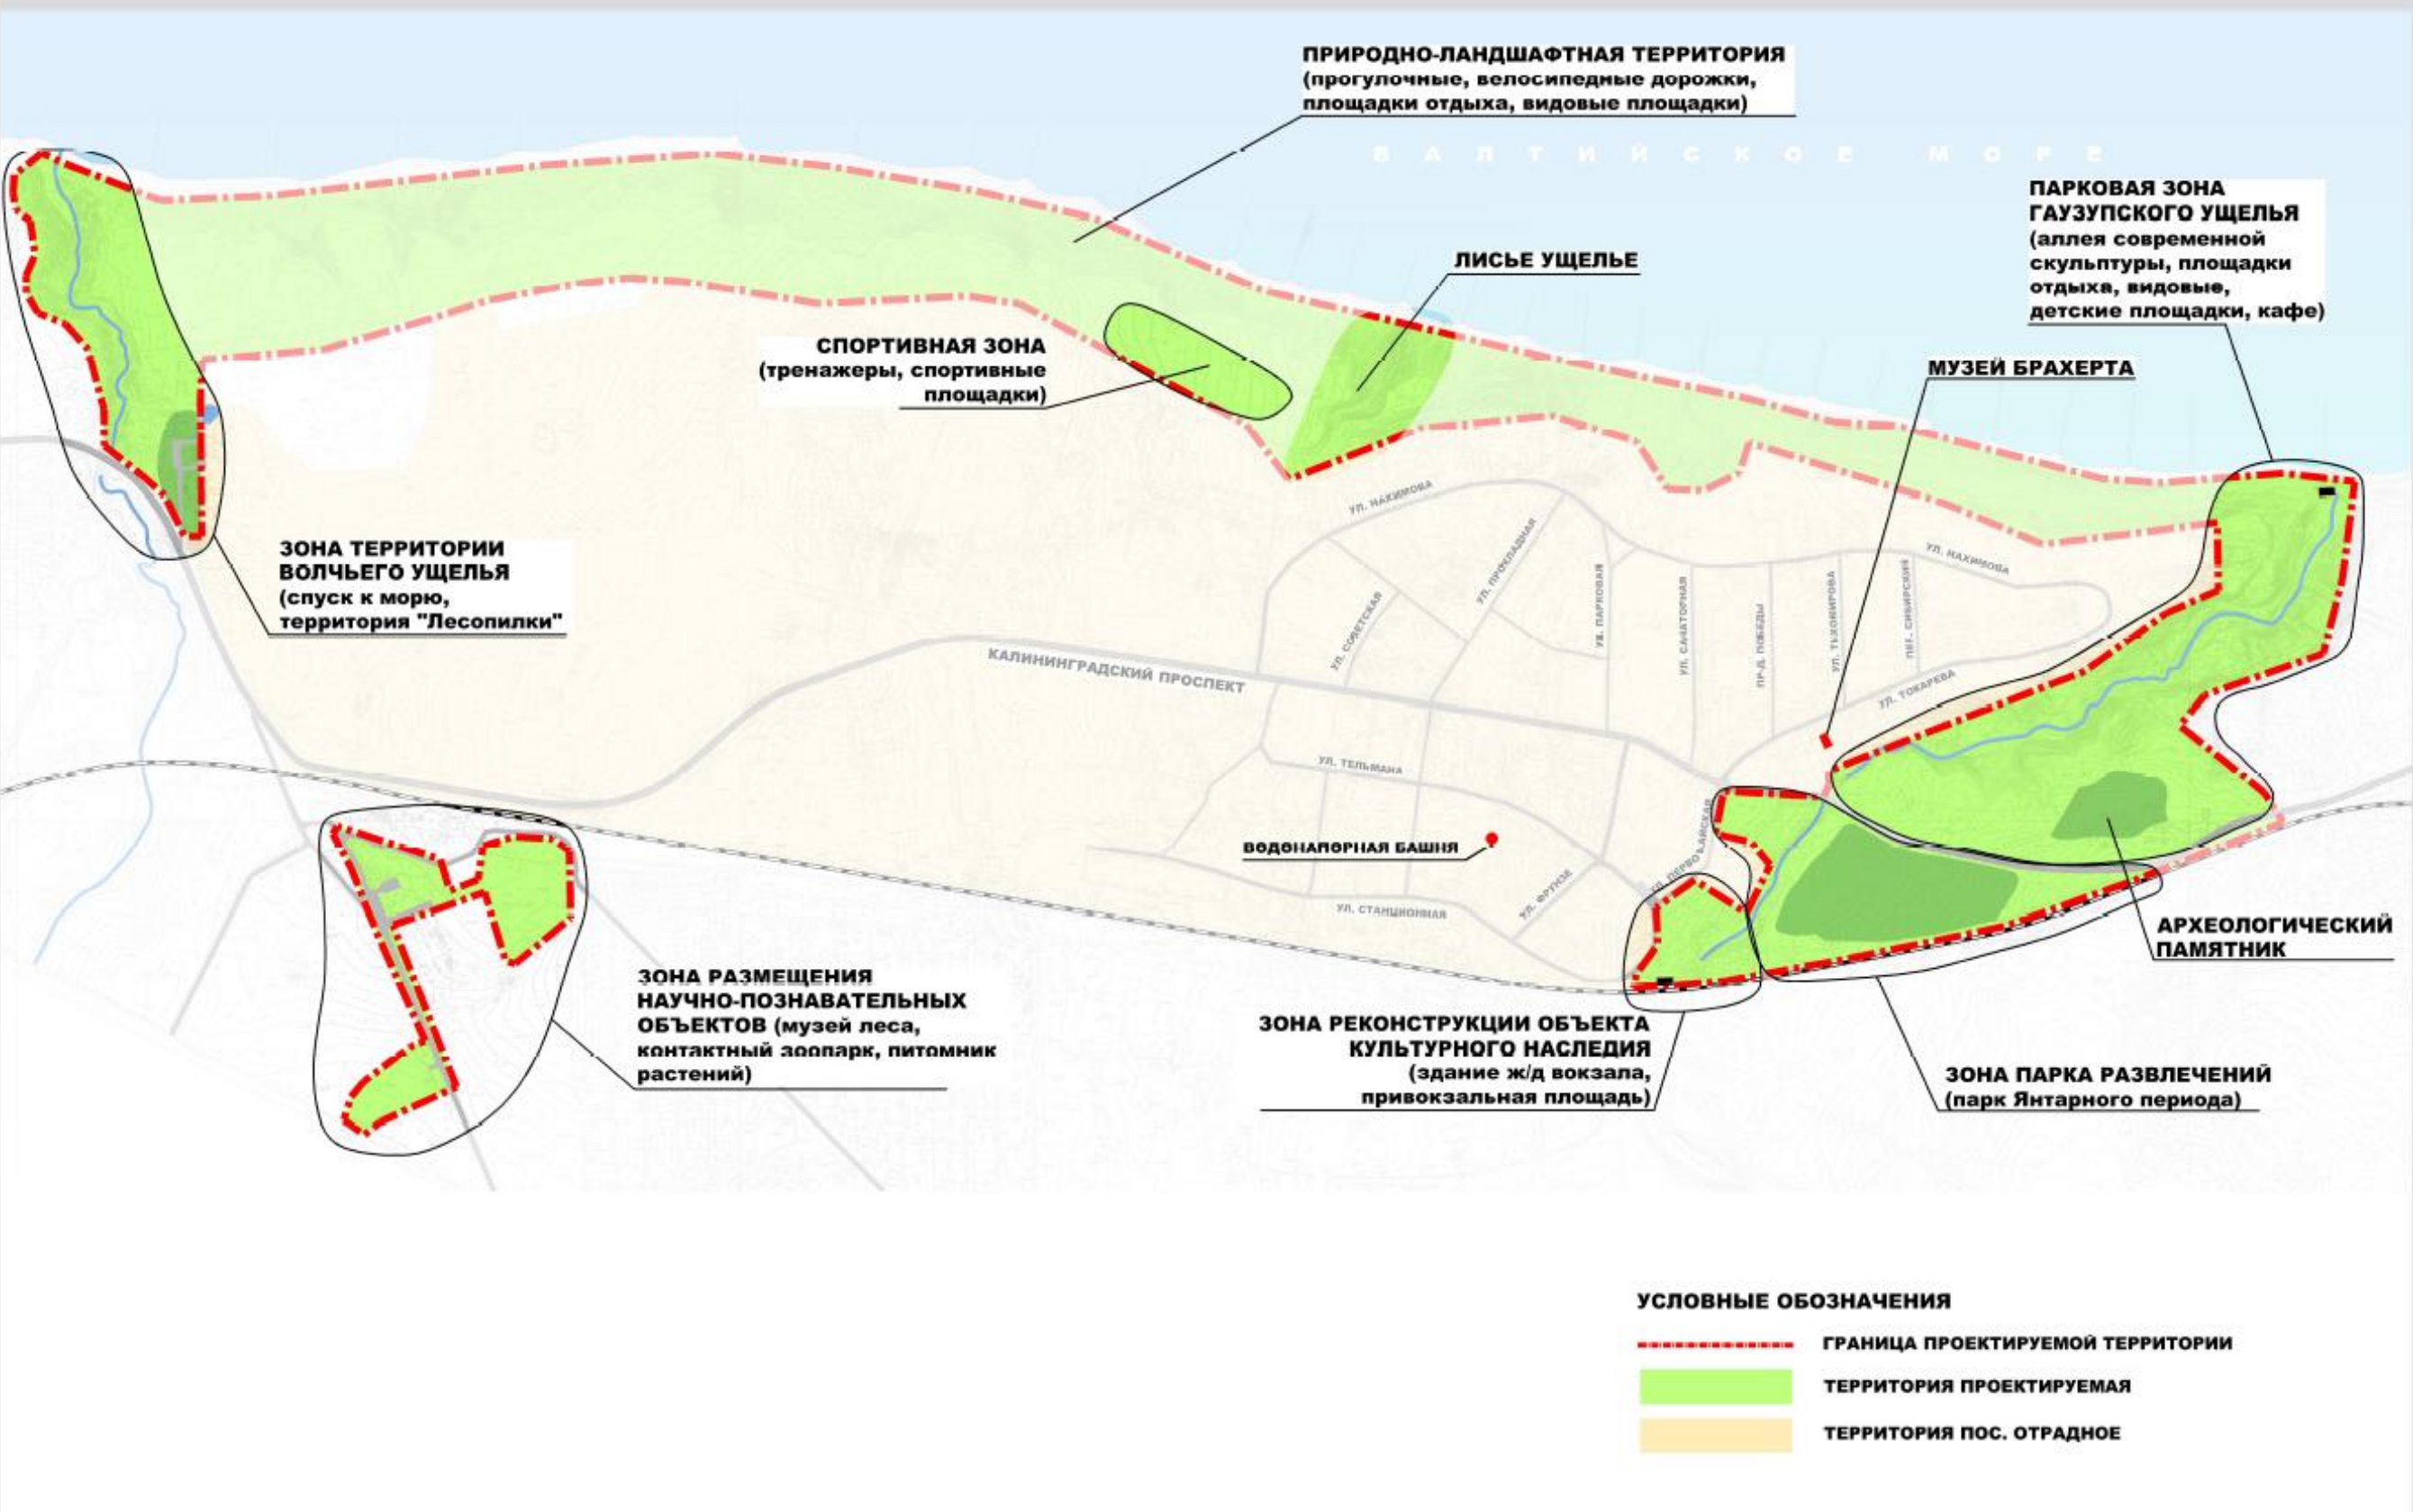 ПРИРОДНО-ЛАНДШАФТНАЯ ТЕРРИТОРИЯ
(прогулочные, велосипедные дорожки,
площадки отдыха, видовые площадки)
БАЛТИЙСКОЕ МОРЕ
ПАРКОВАЯ ЗОНА
ГАУЗУПСКОГО УЩЕЛЬЯ
(аллея современной
скульптуры, площадки
отдыха, видовые,
детские площадки, кафе)
ЛИСЬЕ УЩЕЛЬЕ
СПОРТИВНАЯ ЗОНА
(тренажеры, спортивные
площадки)
МУЗЕЙ БРАХЕРТА
ЗОНА ТЕРРИТОРИИ
ВОЛЧЬЕГО УЩЕЛЬЯ
(спуск к морю,
территория "Лесопилки"
УЛ. НАХИМОВА
УЛ. ПРОХЛАДНАЯ
УЛ. СОВЕТСКАЯ
УЛ. ПАРКОВАЯ
УЛ. САНАТОРНАЯ
ПР-Д. ПОБЕДЫ
УЛ. ТЬХОМИРОВА
ПЕР. СИБИРСКИЙ
УЛ. НАХИМОВА
УЛ. ТОКАРЕВА
КАЛИНИНГРАДСКИЙ ПРОСПЕКТ
УЛ. ТЕЛЬМАНА
УЛ. ПЕРВОМАЙСКАЯ
ВОДОНАПОРНАЯ БАШНЯ
УЛ. ФРУНЗЕ
УЛ. СТАНЦИОННАЯ
АРХЕОЛОГИЧЕСКИЙ
ПАМЯТНИК
ЗОНА РАЗМЕЩЕНИЯ
НАУЧНО-ПОЗНАВАТЕЛЬНЫХ
ОБЪЕКТОВ (музей леса,
контактный зоопарк, питомник
растений)
ЗОНА РЕКОНСТРУКЦИИ ОБЪЕКТА
КУЛЬТУРНОГО НАСЛЕДИЯ
(здание ж/д вокзала,
привокзальная площадь)
ЗОНА ПАРКА РАЗВЛЕЧЕНИЙ
(парк Янтарного периода)
УСЛОВНЫЕ ОБОЗНАЧЕНИЯ
ГРАНИЦА ПРОЕКТИРУЕМОЙ ТЕРРИТОРИИ
ТЕРРИТОРИЯ ПРОЕКТИРУЕМАЯ
ТЕРРИТОРИЯ ПОС. ОТРАДНОЕ